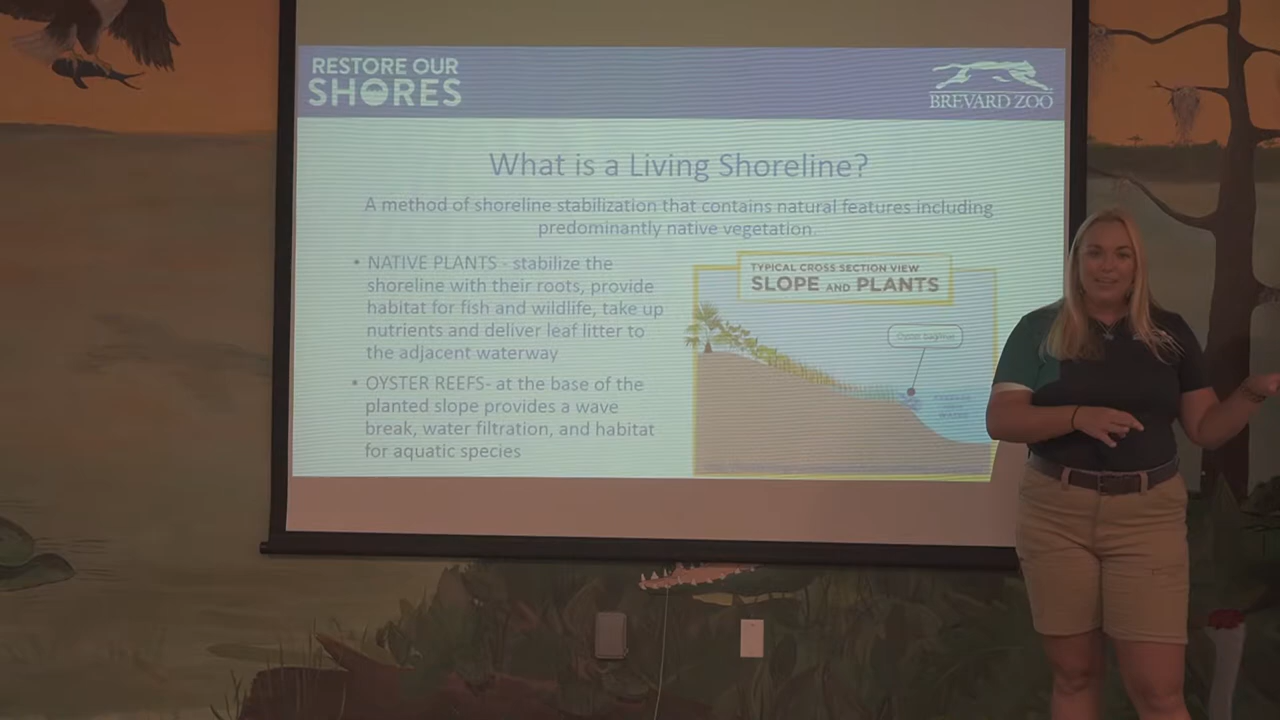 RESTORE OUR
SHORES
BREVARD ZOO
What is a Living Shoreline?
A method of shoreline stabilization that contains natural features including
predominantly native vegetation.
• NATIVE PLANTS - stabilize the
shoreline with their roots, provide
habitat for fish and wildlife, take up
nutrients and deliver leaf litter to
the adjacent waterway
• OYSTER REEFS- at the base of the
planted slope provides a wave
break, water filtration, and habitat
for aquatic species
TYPICAL CROSS SECTION VIEW
SLOPE AND PLANTS